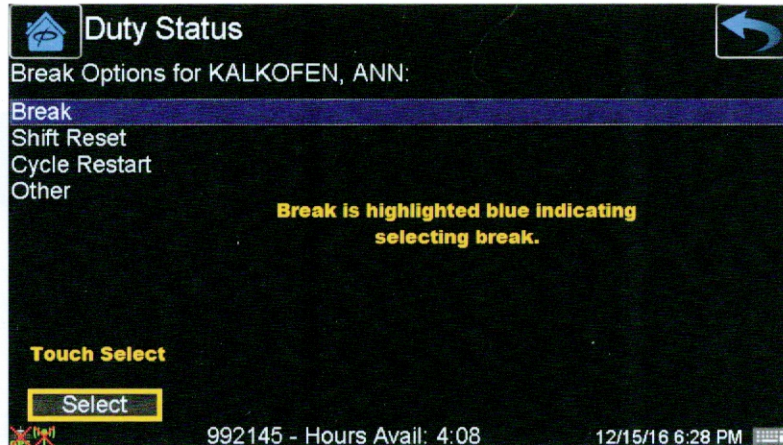 Duty Status
Break Options for KALKOFEN, ANN:
Break
Shift Reset
Cycle Restart
Other
Break is highlighted blue indicating
selecting break.
Touch Select
Select
992145 - Hours Avail: 4:08
12/15/16 6:28 PM